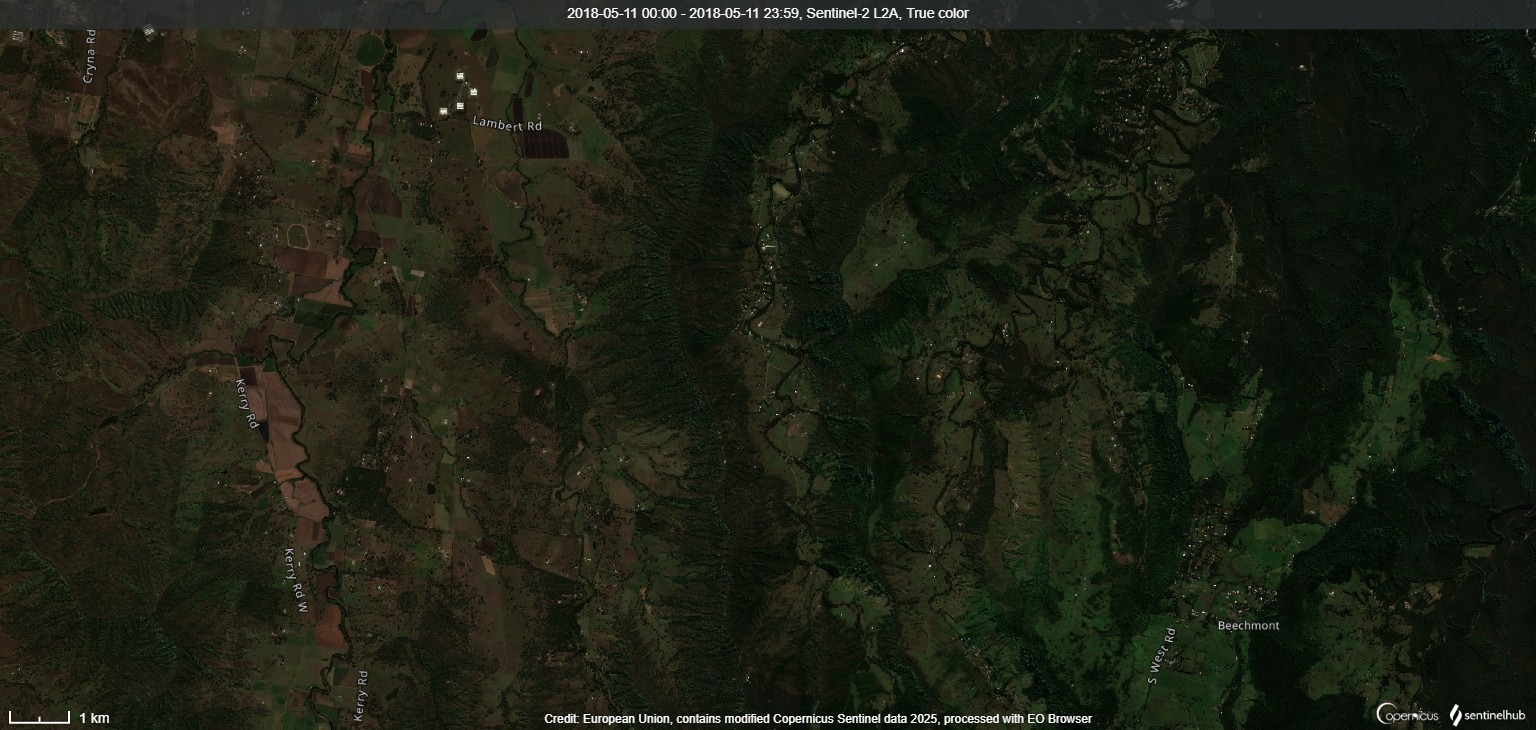 2018-05-11 00:00 - 2018-05-11 23:59, Sentinel-2 L2A, True color
Cryna Rd
Lambert Rd
Kerry Rd
Kerry Rd W
Beechmont
S West Rd
Kerry Rd
1 km
Credit: European Union, contains modified Copernicus Sentinel data 2025, processed with EO Browser
opernicus
sentinelhub